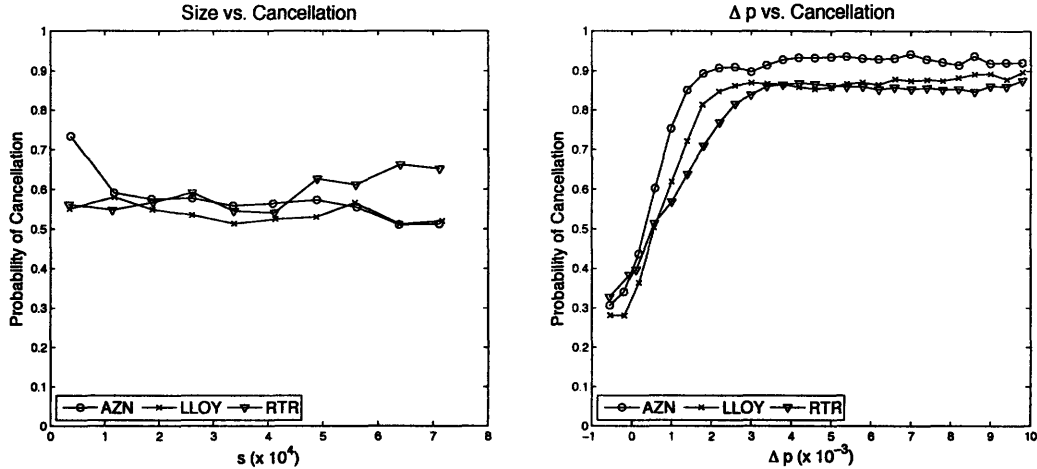 Size vs. Cancellation
Probability of Cancellation
1
0.9
0.8
0.7
0.6
0.5
0.4
0.3
0.2
0.1
0
AZN LLOY RTR
0 1 2 3 4 5 6 7 8
s (x 10^4)
Δ p vs. Cancellation
Probability of Cancellation
1
0.9
0.8
0.7
0.6
0.5
0.4
0.3
0.2
0.1
0
AZN LLOY RTR
−1 0 1 2 3 4 5 6 7 8 9 10
Δ p (x 10^−3)